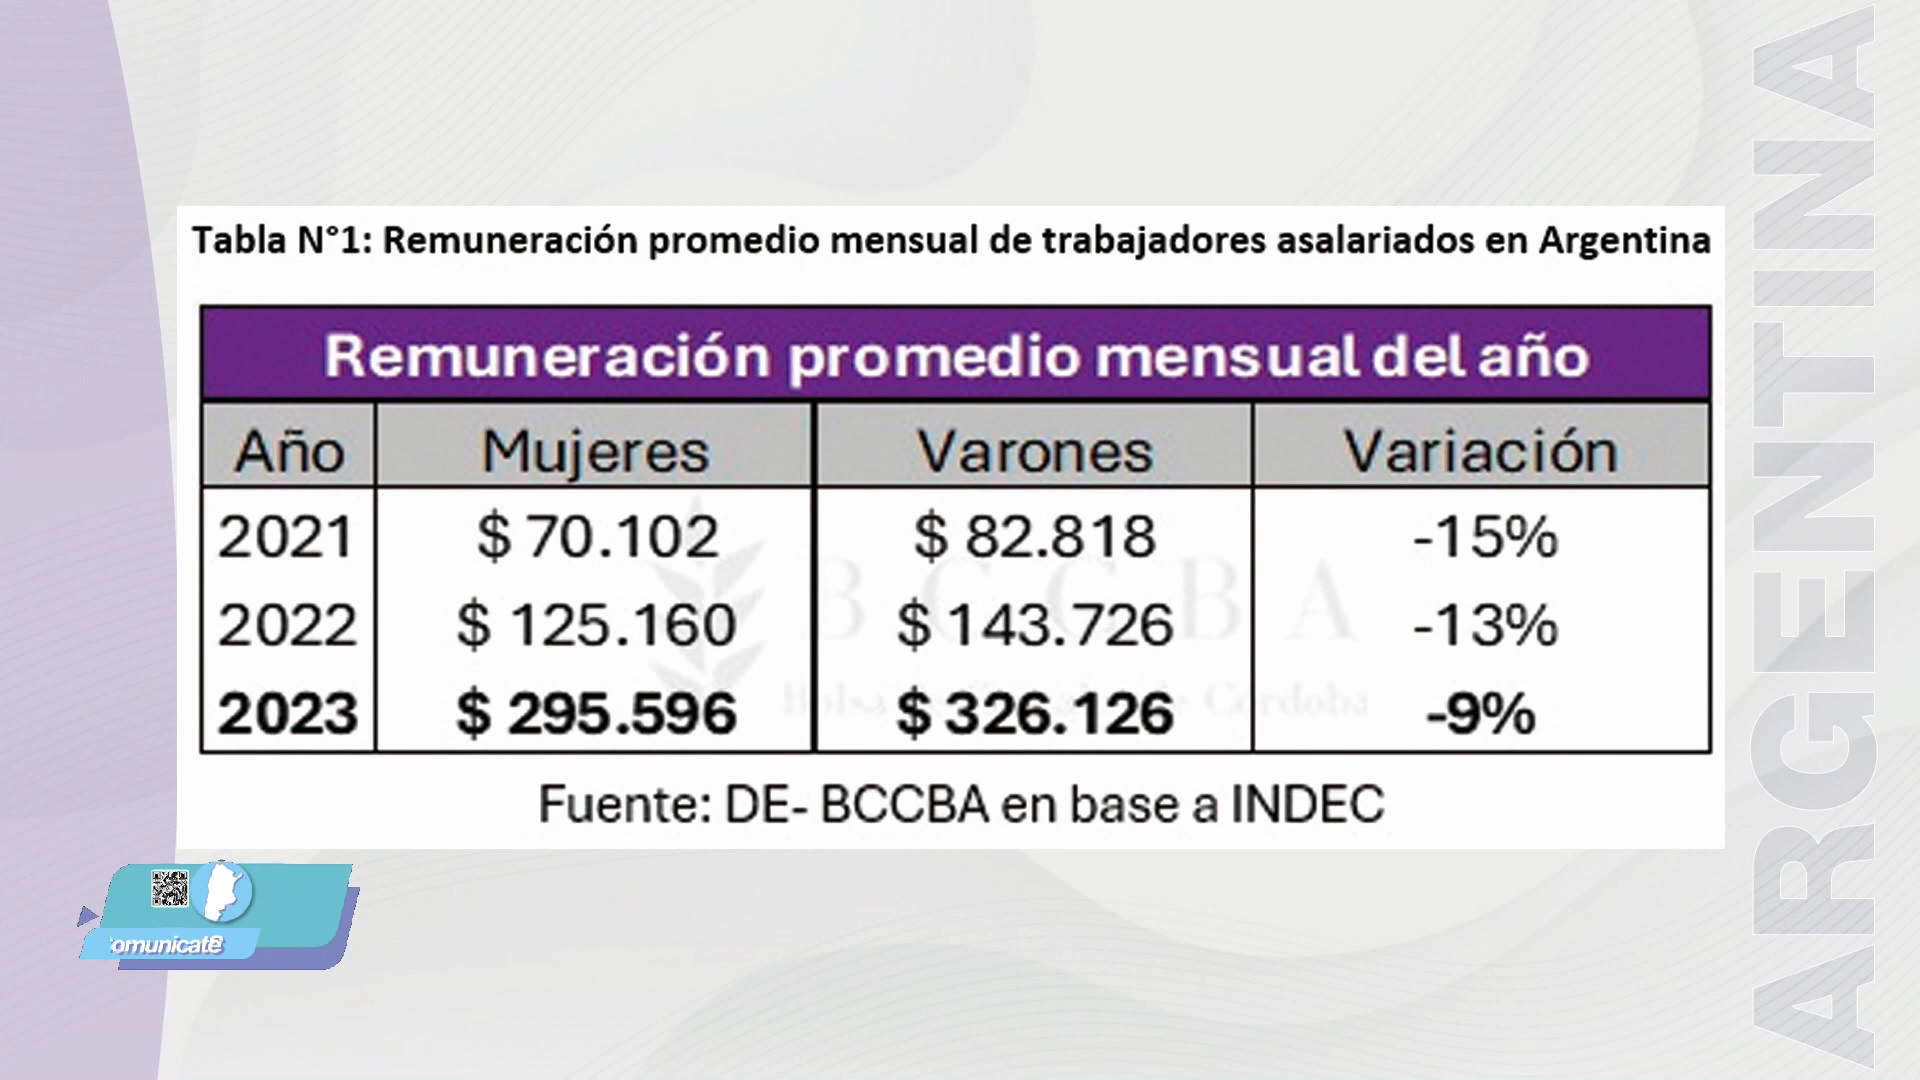 Tabla N°1: Remuneración promedio mensual de trabajadores asalariados en Argentina
Remuneración promedio mensual del año
Año Mujeres Varones Variación
2021 $ 70.102 $ 82.818 -15%
2022 $ 125.160 $ 143.726 -13%
2023 $ 295.596 $ 326.126 -9%
BCCBA
Fuente: DE- BCCBA en base a INDEC
ARGENTINA